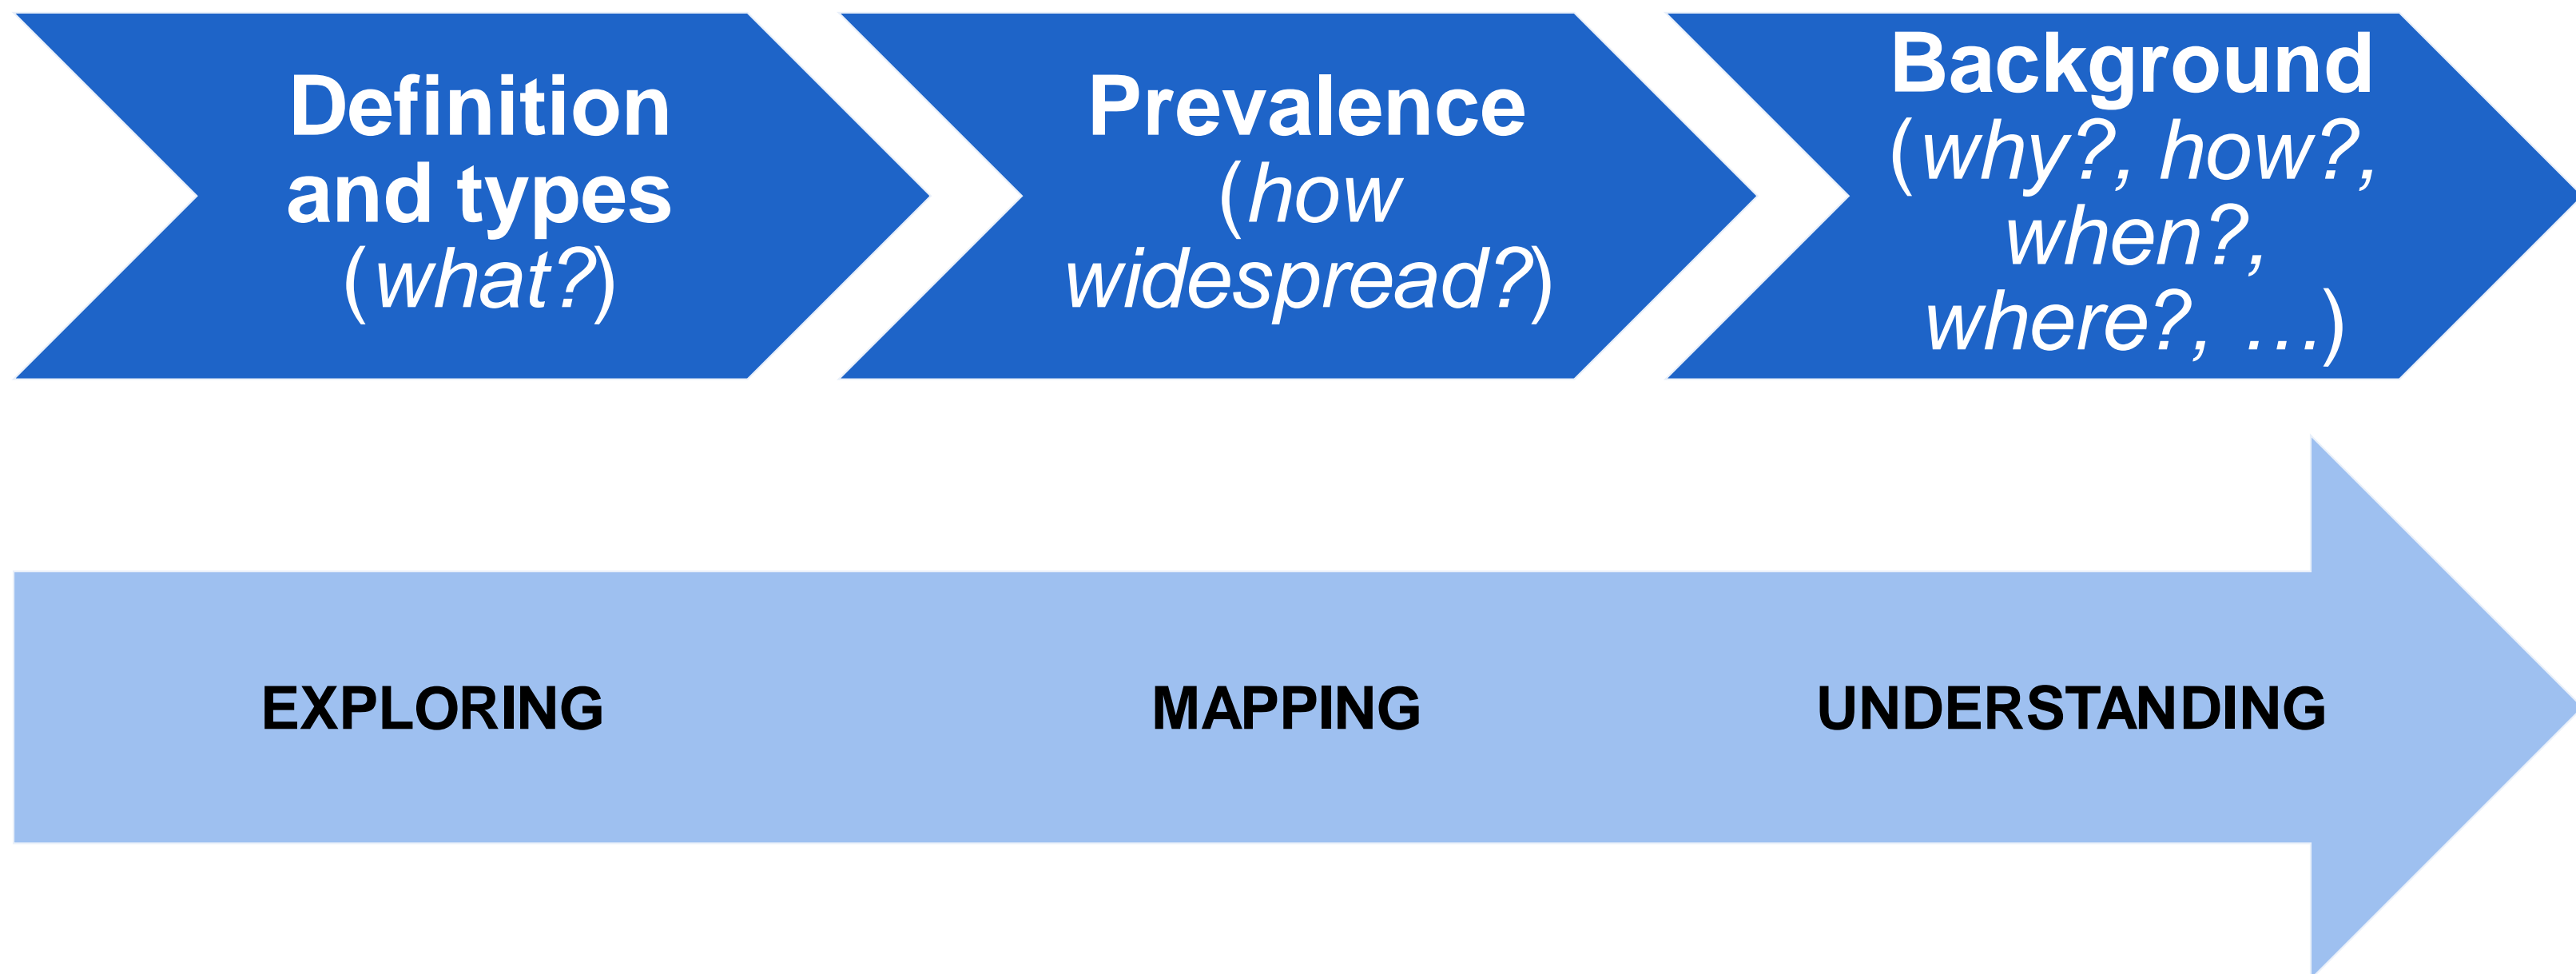 Definition
and types
(what?)
Prevalence
(how
widespread?)
Background
(why?, how?,
when?,
where?, …)
EXPLORING
MAPPING
UNDERSTANDING